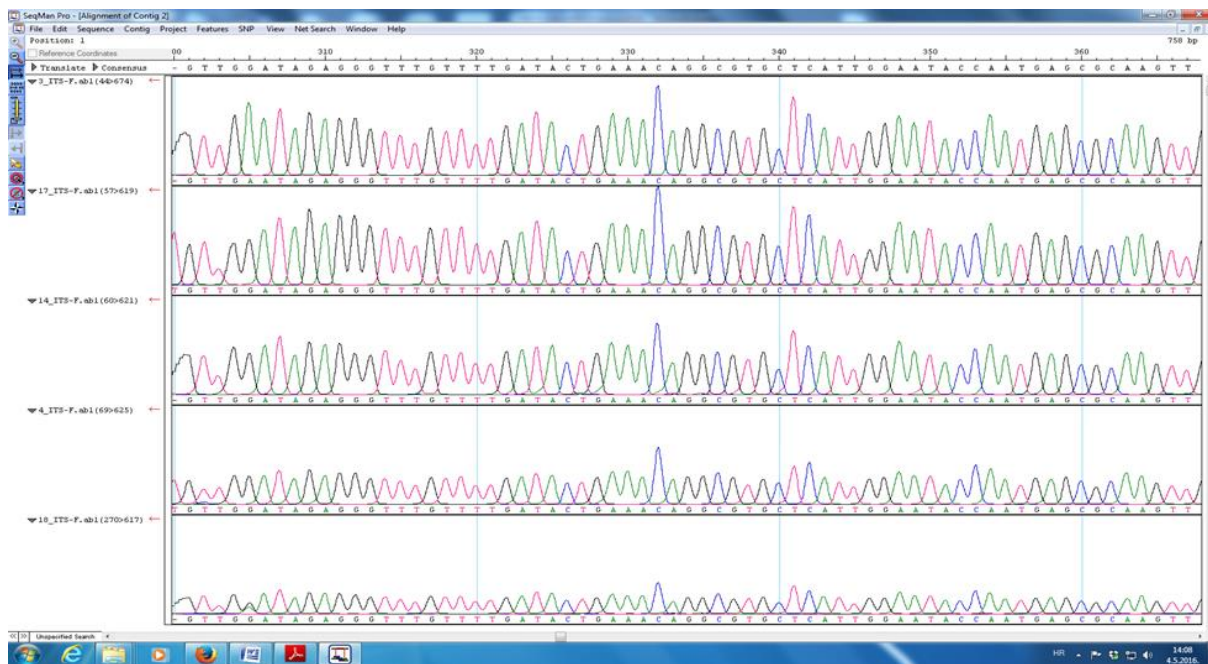 SeqMan Pro - [Alignment of Contig 2]
File Edit Sequence Contig Project Features SNP View Net Search Window Help
Position: 1 758 bp
Reference Coordinates 00 310 320 330 340 350 360
Translate Consensus - G T T G G A T A G A G G G T T T G T T T T G A T A C T G A A A C A G G C G T G C T C A T T G G A A T A C C A A T G A G C G C A A G T T
3_ITS-F.ab1(44>674) ←
- G T T G A A T A G A G G G T T T G T T T T G A T A C T G A A A C A G G C G T G C T C A T T G G A A T A C C A A T G A G C G C A A G T T
17_ITS-F.ab1(57>619) ←
T G T T G G A T A G A G G G T T T G T T T T G A T A C T G A A A C A G G C G T G C T C A T T G G A A T A C C A A T G A G C G C A A G T T
14_ITS-F.ab1(60>621) ←
- G T T G G A T A G A G G G T T T G T T T T G A T A C T G A A A C A G G C G T G C T C A T T G G A A T A C C A A T G A G C G C A A G T T
4_ITS-F.ab1(69>625) ←
T G T T G G A T A G A G G G T T T G T T T T G A T A C T G A A A C A G G C G T G C T C A T T G G A A T A C C A A T G A G C G C A A G T T
18_ITS-F.ab1(270>617) ←
- G T T G G A T A G A G G G T T T G T T T T G A T A C T G A A A C A G G C G T G C T C A T T G G A A T A C C A A T G A G C G C A A G T T
Unspecified Search
HR 14:08
4.5.2016.